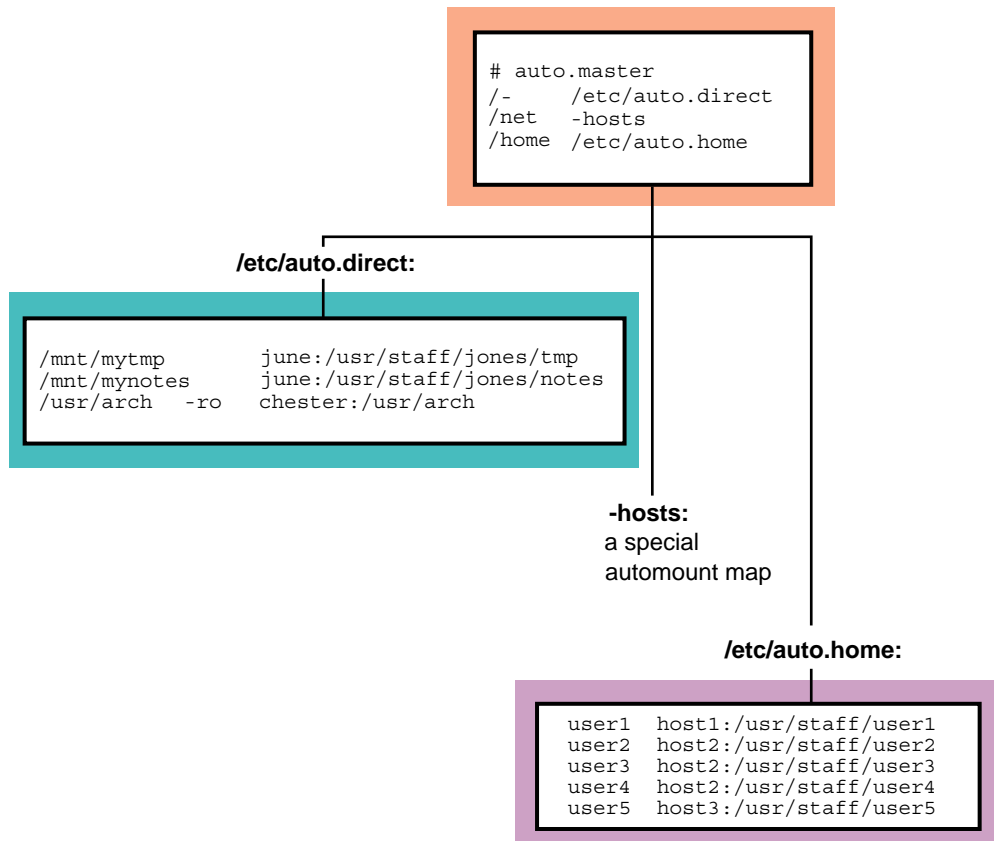 # auto.master
/-     /etc/auto.direct
/net   -hosts
/home  /etc/auto.home
/etc/auto.direct:
/mnt/mytmp        june:/usr/staff/jones/tmp
/mnt/mynotes      june:/usr/staff/jones/notes
/usr/arch  -ro    chester:/usr/arch
-hosts:
a special
automount map
/etc/auto.home:
user1  host1:/usr/staff/user1
user2  host2:/usr/staff/user2
user3  host2:/usr/staff/user3
user4  host2:/usr/staff/user4
user5  host3:/usr/staff/user5